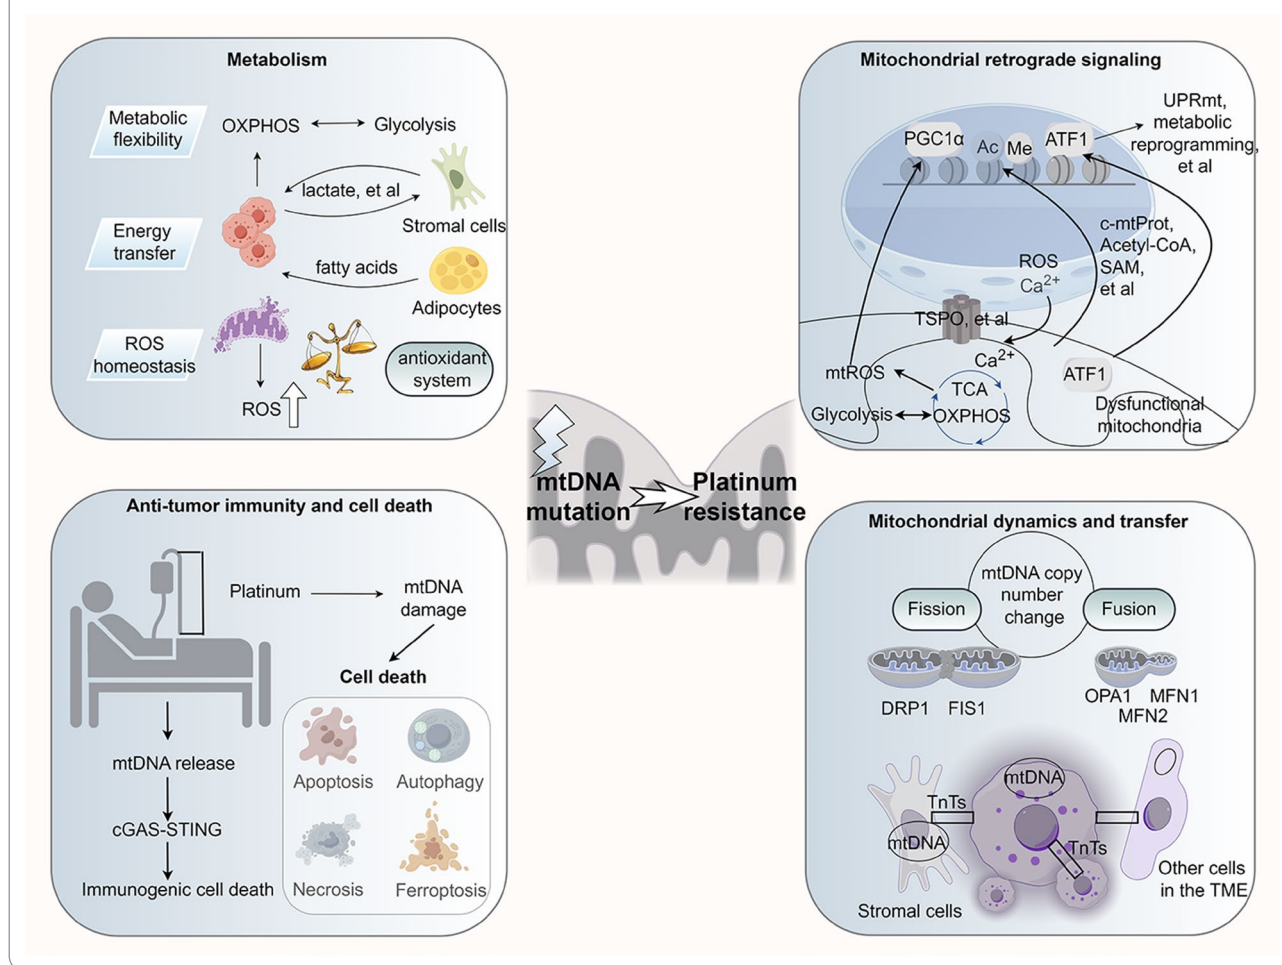 Metabolism
Metabolic
flexibility
OXPHOS
Glycolysis
lactate, et al
Stromal cells
Energy
transfer
fatty acids
Adipocytes
ROS
homeostasis
antioxidant
system
ROS
Mitochondrial retrograde signaling
UPRmt,
metabolic
reprogramming,
et al
PGC1α
Ac
Me
ATF1
c-mtProt,
Acetyl-CoA,
SAM,
et al
ROS
Ca2+
TSPO, et al
Ca2+
mtROS
TCA
ATF1
Glycolysis
OXPHOS
Dysfunctional
mitochondria
mtDNA
mutation
Platinum
resistance
Anti-tumor immunity and cell death
Platinum
mtDNA
damage
Cell death
mtDNA release
Apoptosis
Autophagy
cGAS-STING
Immunogenic cell death
Necrosis
Ferroptosis
Mitochondrial dynamics and transfer
mtDNA copy
number
change
Fission
Fusion
DRP1
FIS1
OPA1
MFN1
MFN2
mtDNA
TnTs
mtDNA
TnTs
Other cells
in the TME
Stromal cells